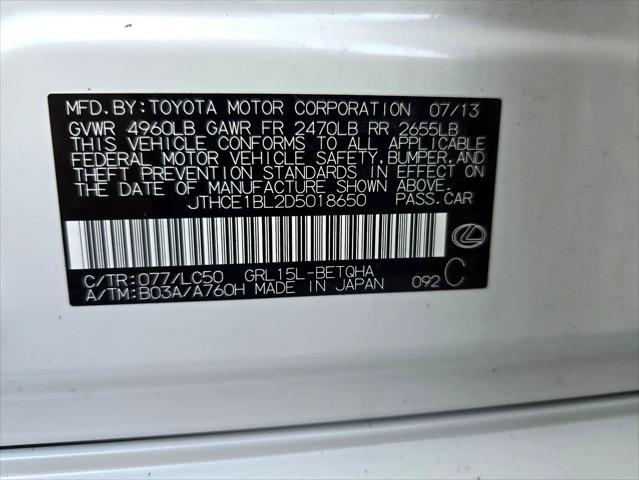 MFD. BY: TOYOTA MOTOR CORPORATION 07/13
GVWR 4960LB GAWR FR 2470LB RR 2655LB
THIS VEHICLE CONFORMS TO ALL APPLICABLE
FEDERAL MOTOR VEHICLE SAFETY, BUMPER, AND
THEFT PREVENTION STANDARDS IN EFFECT ON
THE DATE OF MANUFACTURE SHOWN ABOVE.
JTHCE1BL2D5018650 PASS. CAR
C/TR: 077/LC50 GRL15L-BETQHA
A/TM: B03A/A760H MADE IN JAPAN 092 C